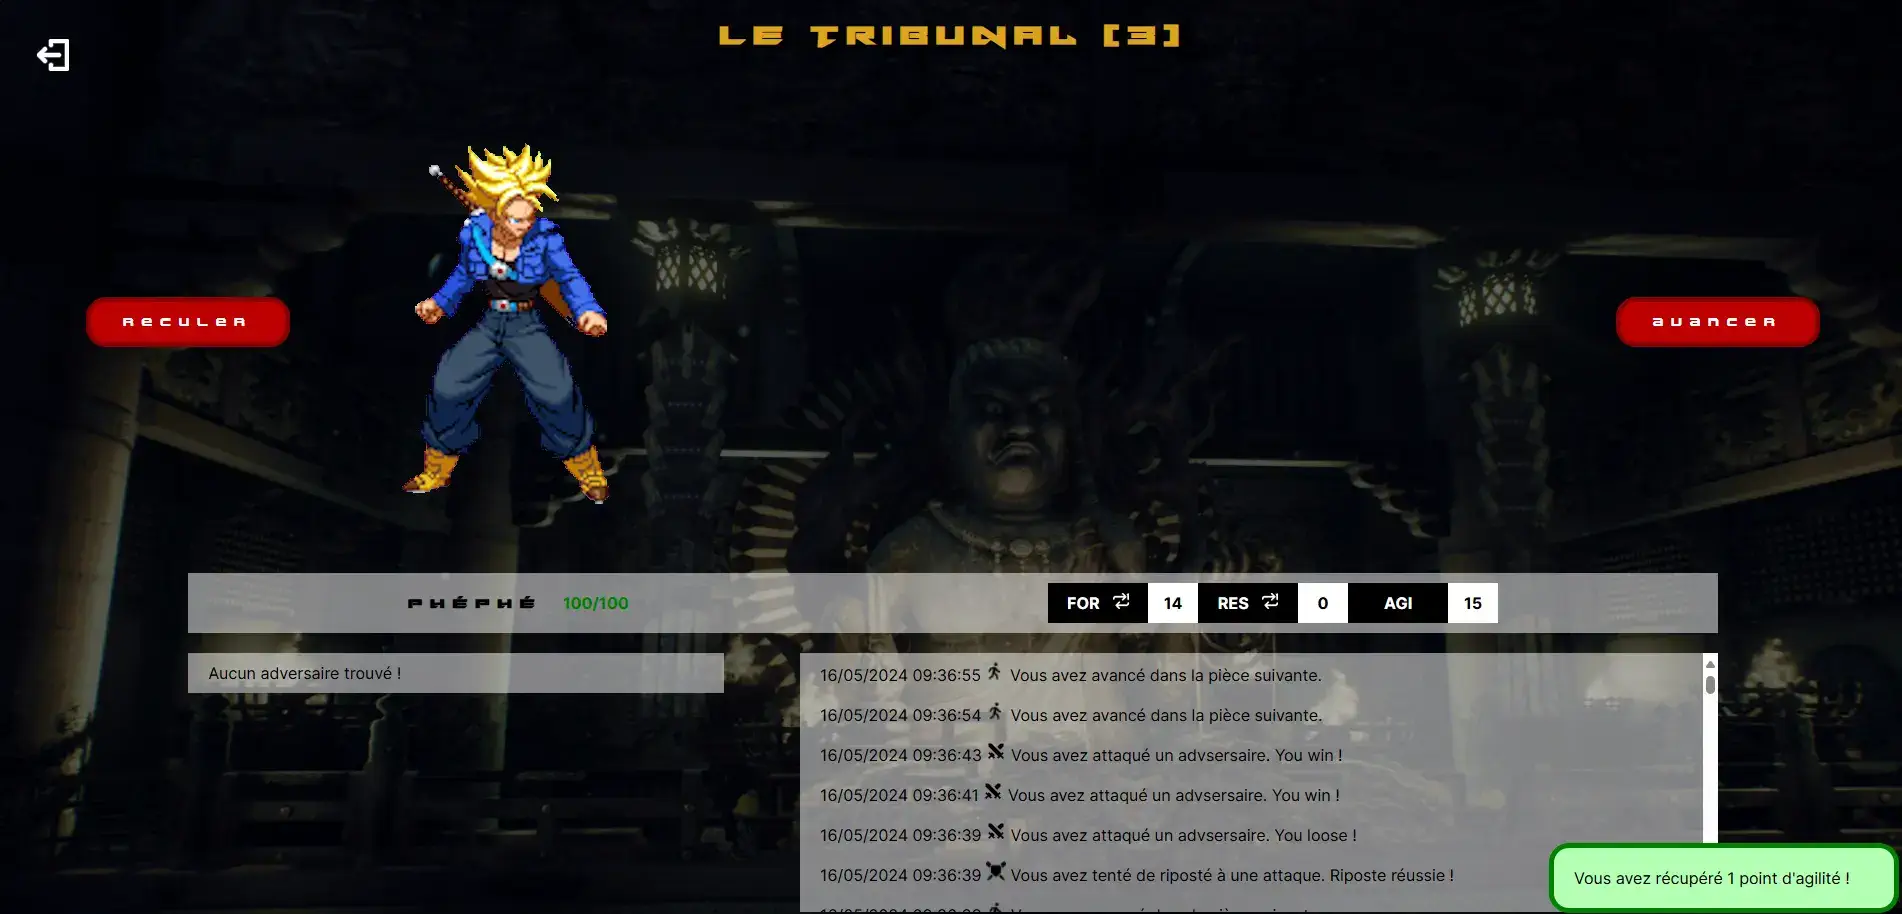 LE TRIBUNAL [3]
RECULER
AVANCER
PHÉPHÉ 100/100
FOR 14 RES 0 AGI 15
Aucun adversaire trouvé !
16/05/2024 09:36:55 Vous avez avancé dans la pièce suivante.
16/05/2024 09:36:54 Vous avez avancé dans la pièce suivante.
16/05/2024 09:36:43 Vous avez attaqué un advsersaire. You win !
16/05/2024 09:36:41 Vous avez attaqué un advsersaire. You win !
16/05/2024 09:36:39 Vous avez attaqué un advsersaire. You loose !
16/05/2024 09:36:39 Vous avez tenté de riposté à une attaque. Riposte réussie !
Vous avez récupéré 1 point d'agilité !